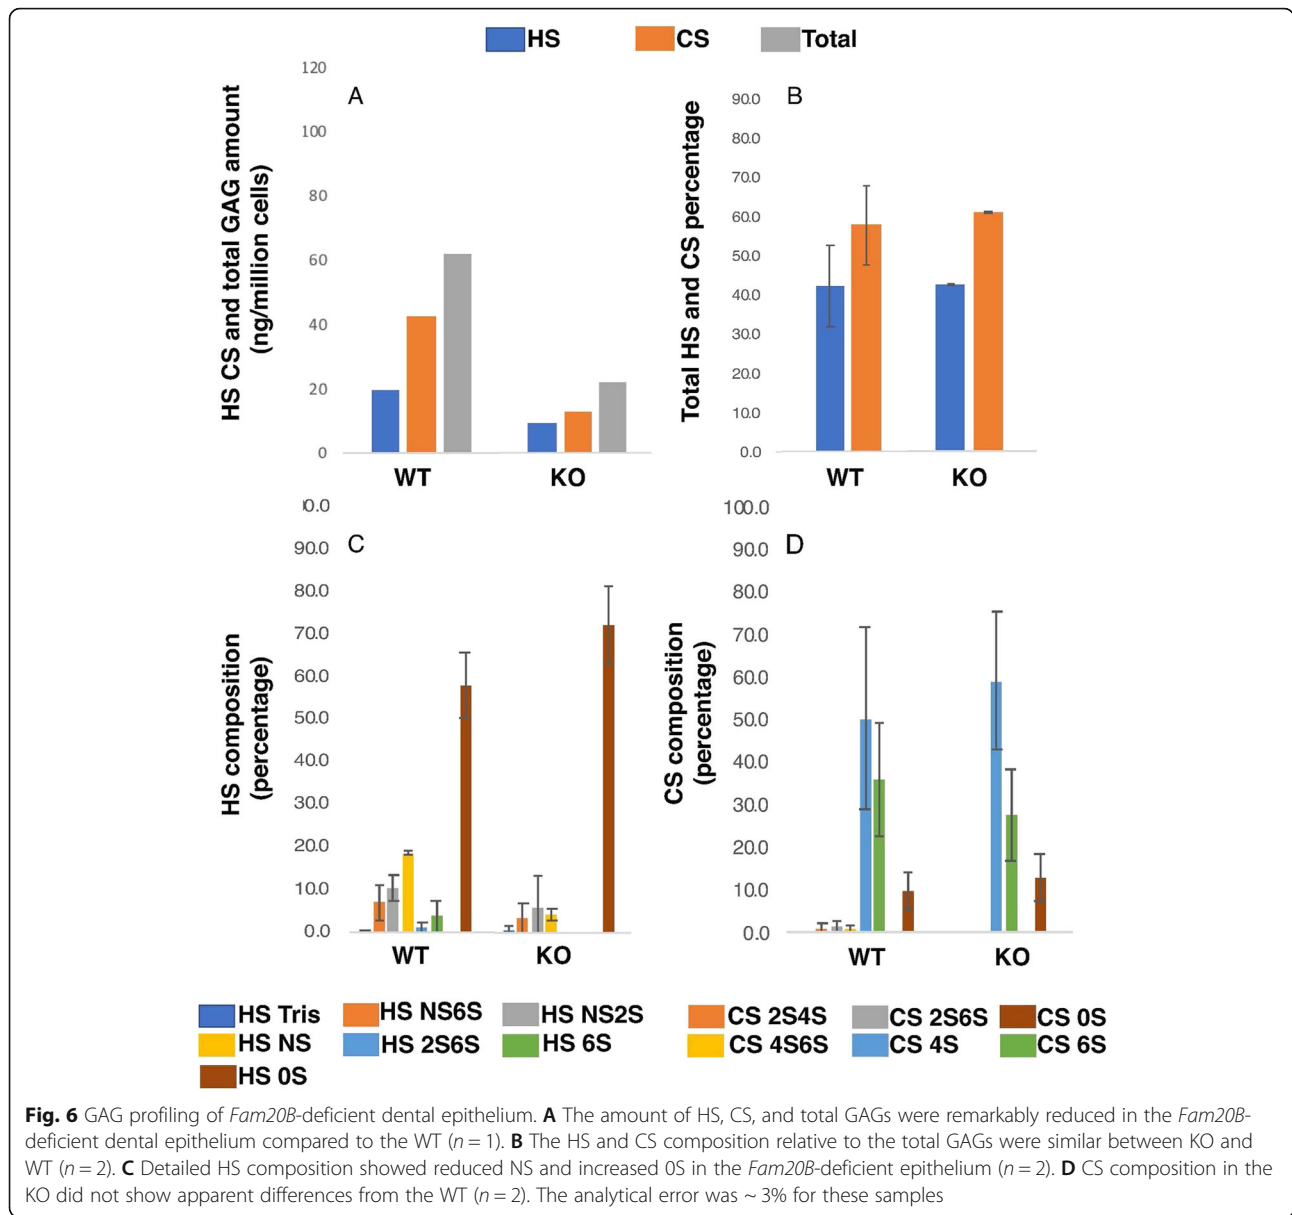 HS CS Total
A
HS CS and total GAG amount
(ng/million cells)
120
100
80
60
40
20
0
WT KO
B
Total HS and CS percentage
90.0
80.0
70.0
60.0
50.0
40.0
30.0
20.0
10.0
0.0
WT KO
C
HS composition
(percentage)
00.0
90.0
80.0
70.0
60.0
50.0
40.0
30.0
20.0
10.0
0.0
WT KO
D
CS composition
(percentage)
100.0
90.0
80.0
70.0
60.0
50.0
40.0
30.0
20.0
10.0
0.0
WT KO
HS Tris HS NS6S HS NS2S
HS NS HS 2S6S HS 6S
HS 0S
CS 2S4S CS 2S6S CS 0S
CS 4S6S CS 4S CS 6S
Fig. 6 GAG profiling of Fam20B-deficient dental epithelium. A The amount of HS, CS, and total GAGs were remarkably reduced in the Fam20B-
deficient dental epithelium compared to the WT (n = 1). B The HS and CS composition relative to the total GAGs were similar between KO and
WT (n = 2). C Detailed HS composition showed reduced NS and increased 0S in the Fam20B-deficient epithelium (n = 2). D CS composition in the
KO did not show apparent differences from the WT (n = 2). The analytical error was ~ 3% for these samples